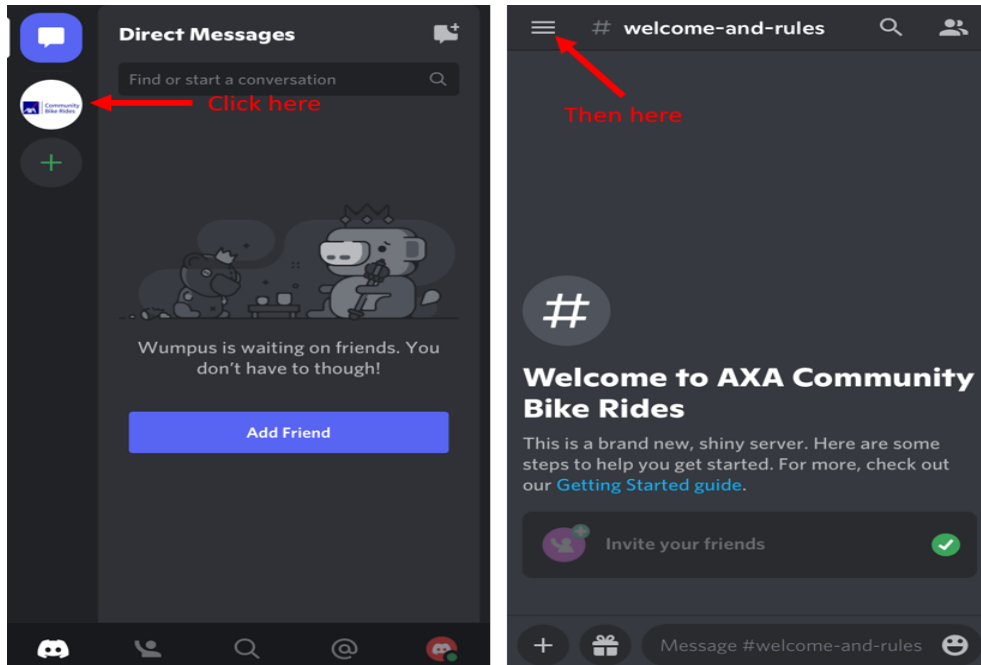 Direct Messages
Find or start a conversation
Community
Bike Rides
Click here
Wumpus is waiting on friends. You
don't have to though!
Add Friend
# welcome-and-rules
Then here
#
Welcome to AXA Community
Bike Rides
This is a brand new, shiny server. Here are some
steps to help you get started. For more, check out
our Getting Started guide.
Invite your friends
Message #welcome-and-rules